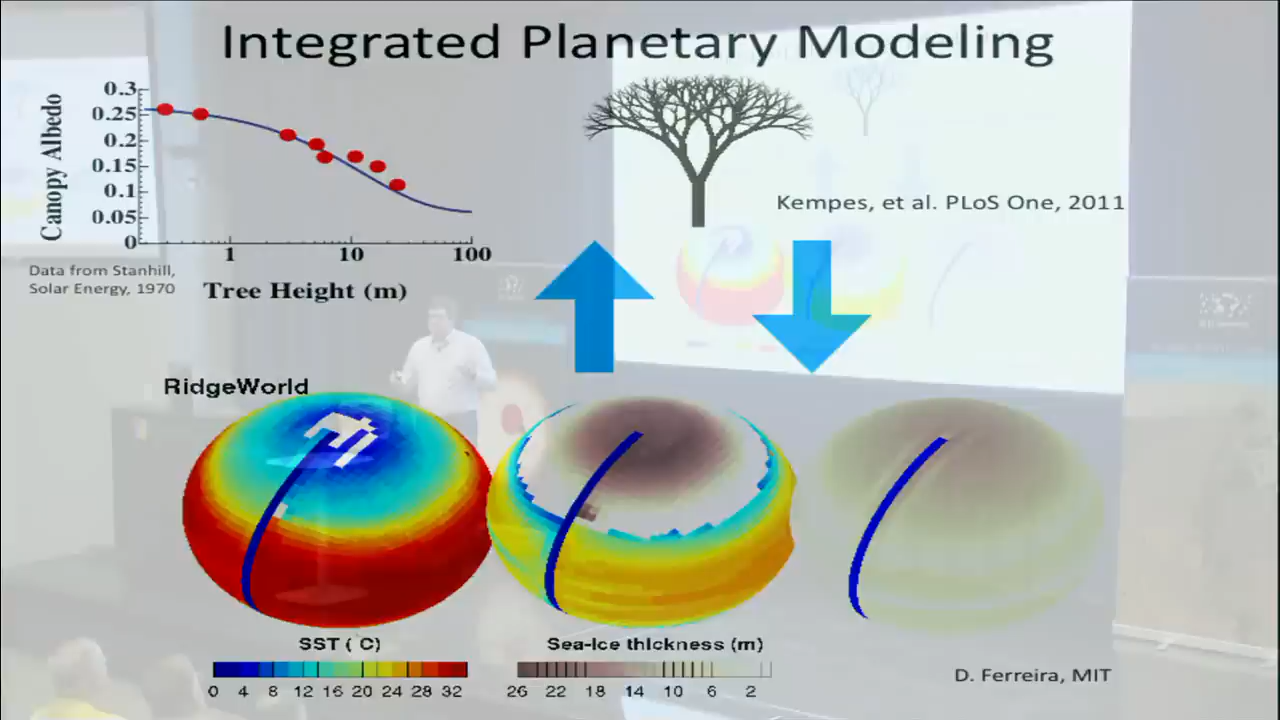 Integrated Planetary Modeling
Canopy Albedo
0.3
0.25
0.2
0.15
0.1
0.05
0
1 10 100
Tree Height (m)
Data from Stanhill,
Solar Energy, 1970
Kempes, et al. PLoS One, 2011
RidgeWorld
SST ( C)
0 4 8 12 16 20 24 28 32
Sea-ice thickness (m)
26 22 18 14 10 6 2
D. Ferreira, MIT